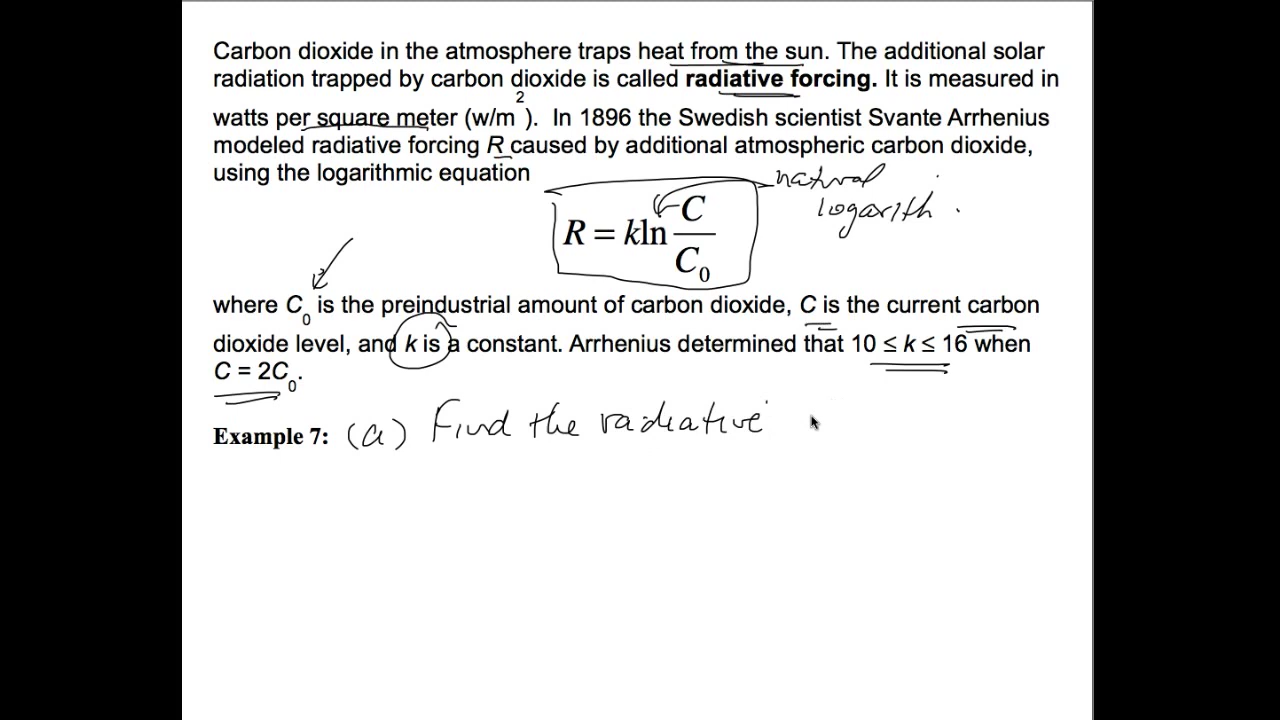 Carbon dioxide in the atmosphere traps heat from the sun. The additional solar
radiation trapped by carbon dioxide is called radiative forcing. It is measured in
watts per square meter (w/m²). In 1896 the Swedish scientist Svante Arrhenius
modeled radiative forcing R caused by additional atmospheric carbon dioxide,
using the logarithmic equation
natural
logarith.
R = kln C/C₀
where C₀ is the preindustrial amount of carbon dioxide, C is the current carbon
dioxide level, and k is a constant. Arrhenius determined that 10 ≤ k ≤ 16 when
C = 2C₀.
Example 7: (a) Find the radiative